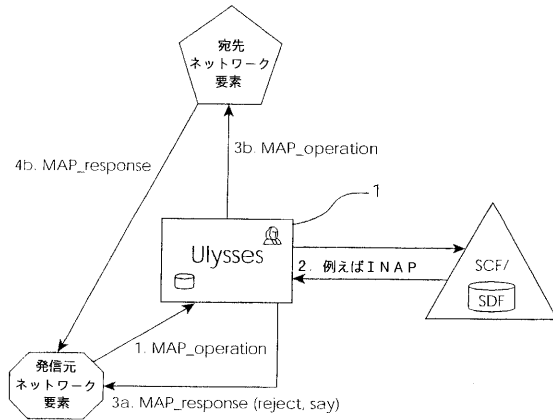 宛先
ネットワーク
要素
4b. MAP_response
3b. MAP_operation
1
Ulysses
2. 例えばINAP
SCF/
SDF
1. MAP_operation
発信元
ネットワーク
要素
3a. MAP_response (reject, say)